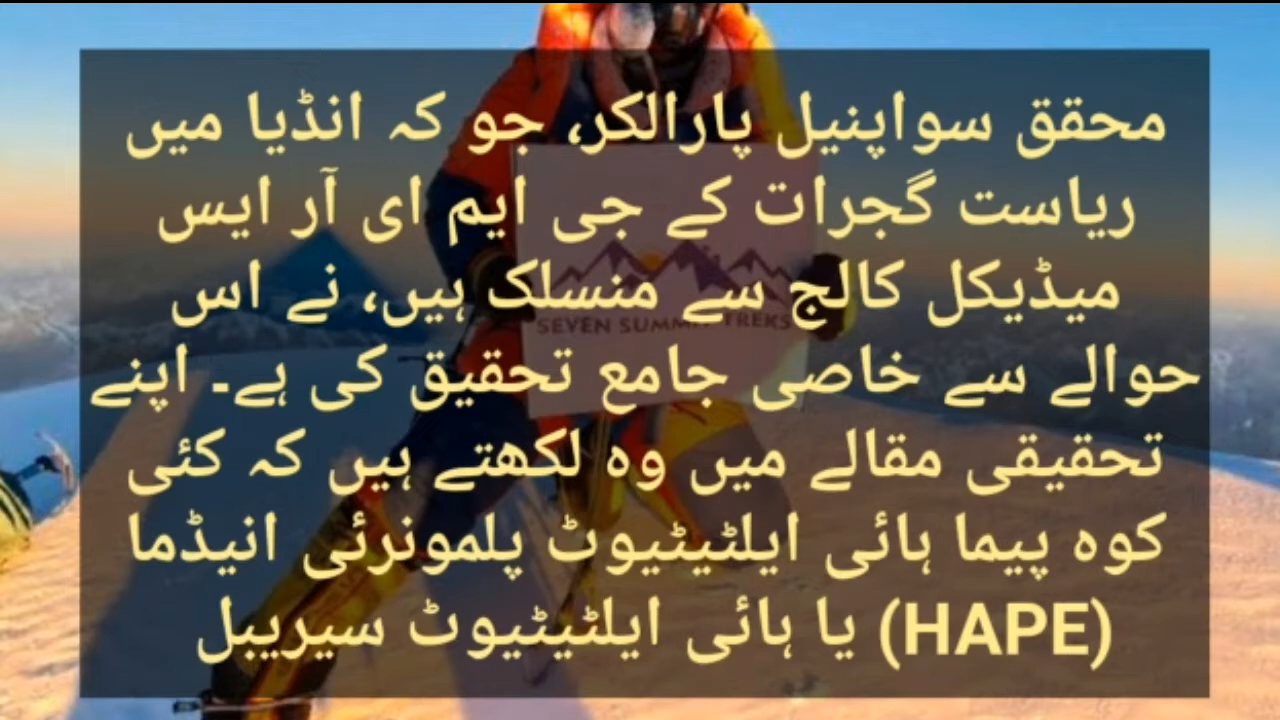 محقق سواپنیل پارالکر، جو کہ انڈیا میں
ریاست گجرات کے جی ایم ای آر ایس
میڈیکل کالج سے منسلک ہیں، نے اس
حوالے سے خاصی جامع تحقیق کی ہے۔ اپنے
تحقیقی مقالے میں وہ لکھتے ہیں کہ کئی
کوہ پیما ہائی ایلٹیٹیوٹ پلمونرئی انیڈما
(HAPE) یا ہائی ایلٹیٹیوٹ سیریبل
SEVEN SUMMIT TREKS